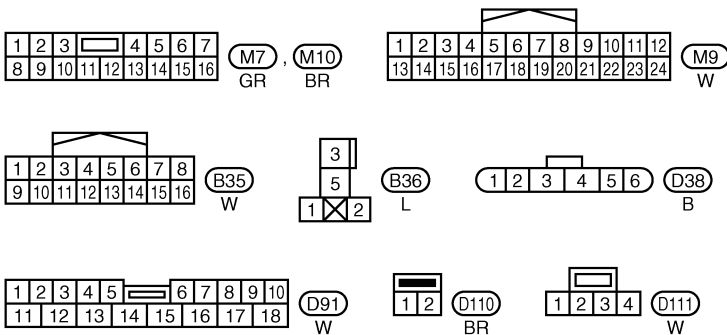 1 2 3 4 5 6 7
8 9 10 11 12 13 14 15 16
M7 , M10
GR BR
1 2 3 4 5 6 7 8 9 10 11 12
13 14 15 16 17 18 19 20 21 22 23 24
M9
W
1 2 3 4 5 6 7 8
9 10 11 12 13 14 15 16
B35
W
3
5
1 2
B36
L
1 2 3 4 5 6
D38
B
1 2 3 4 5 6 7 8 9 10
11 12 13 14 15 16 17 18
D91
W
1 2
D110
BR
1 2 3 4
D111
W